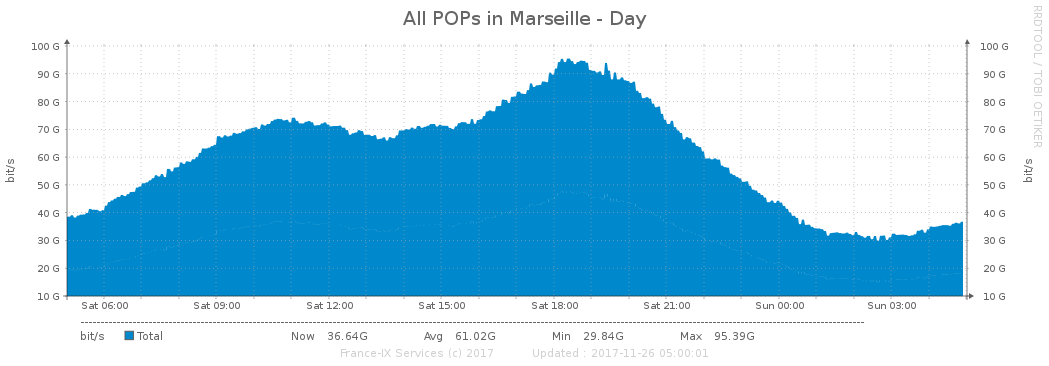 All POPs in Marseille - Day
RRDTOOL / TOBI OETIKER
bit/s
100 G
90 G
80 G
70 G
60 G
50 G
40 G
30 G
20 G
10 G
100 G
90 G
80 G
70 G
60 G
50 G
40 G
30 G
20 G
10 G
bit/s
Sat 06:00 Sat 09:00 Sat 12:00 Sat 15:00 Sat 18:00 Sat 21:00 Sun 00:00 Sun 03:00
bit/s Total Now 36.64G Avg 61.02G Min 29.84G Max 95.39G
France-IX Services (c) 2017 Updated : 2017-11-26 05:00:01